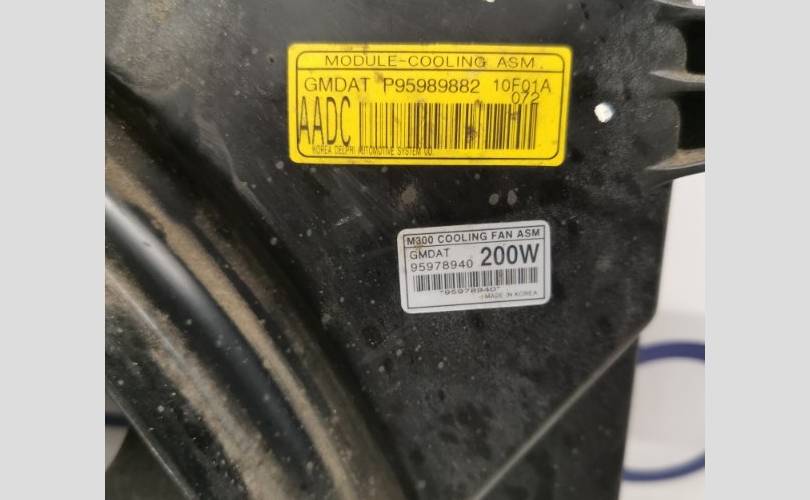 MODULE-COOLING ASM.
GMDAT P95989882 10F01A
072
AADC
KOREA DELPHI AUTOMOTIVE SYSTEM CO
M300 COOLING FAN ASM
GMDAT
95978940 200W
*95978940*
MADE IN KOREA